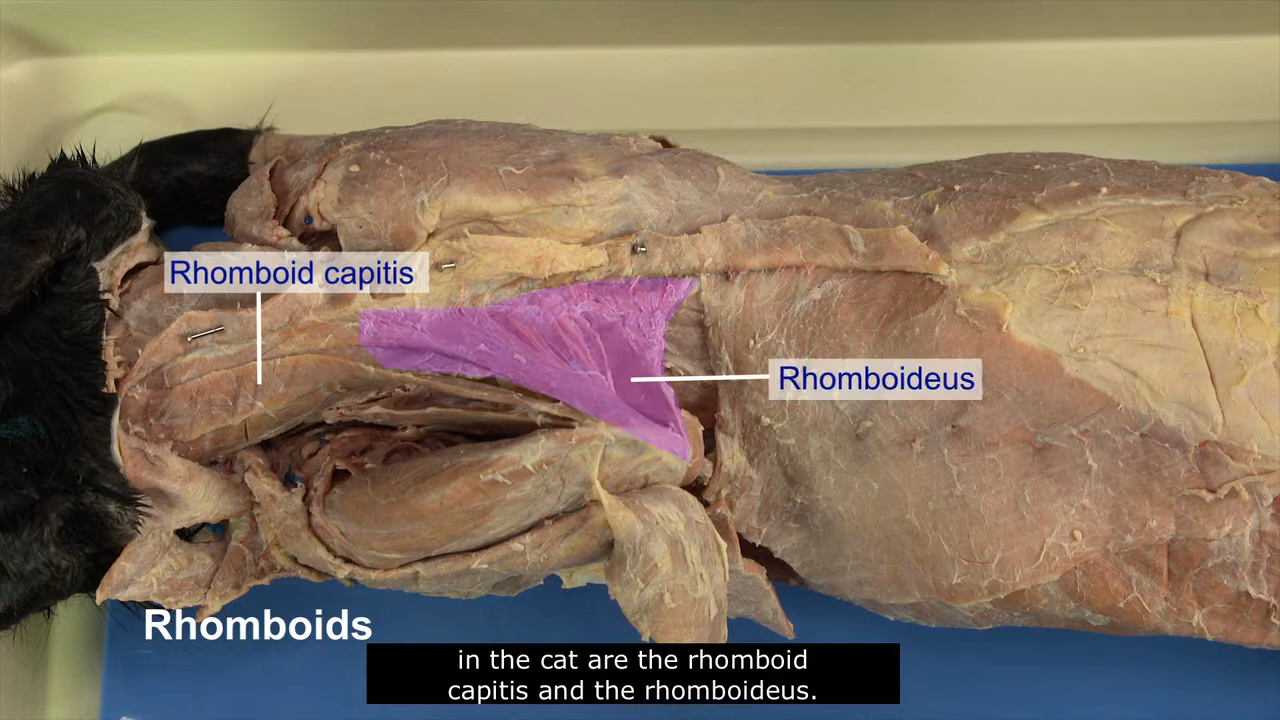 Rhomboid capitis
Rhomboideus
Rhomboids
in the cat are the rhomboid
capitis and the rhomboideus.